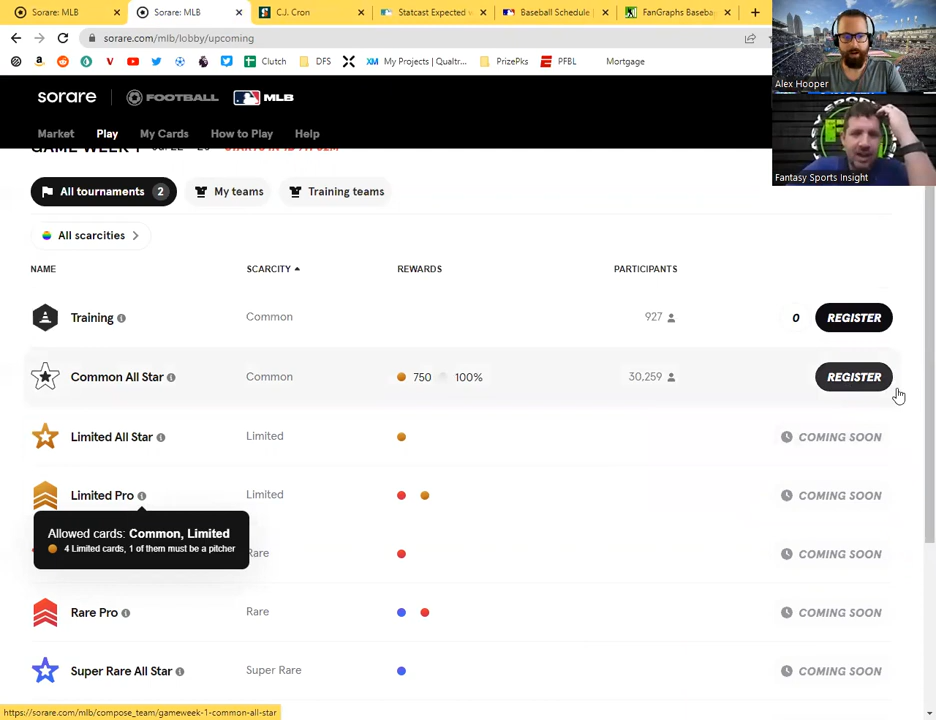 Sorare: MLB
Sorare: MLB
C.J. Cron
Statcast Expected
Baseball Schedule
FanGraphs Baseba
sorare.com/mlb/lobby/upcoming
Clutch
DFS
My Projects | Qualtr...
PrizePks
PFBL
Mortgage
Alex Hooper
Fantasy Sports Insight
sorare
FOOTBALL
MLB
Market
Play
My Cards
How to Play
Help
All tournaments 2
My teams
Training teams
All scarcities
NAME
SCARCITY
REWARDS
PARTICIPANTS
Training
Common
927
0
REGISTER
Common All Star
Common
750
100%
30,259
REGISTER
Limited All Star
Limited
COMING SOON
Limited Pro
Limited
COMING SOON
Allowed cards: Common, Limited
4 Limited cards, 1 of them must be a pitcher
Rare
COMING SOON
Rare Pro
Rare
COMING SOON
Super Rare All Star
Super Rare
COMING SOON
https://sorare.com/mlb/compose_team/gameweek-1-common-all-star